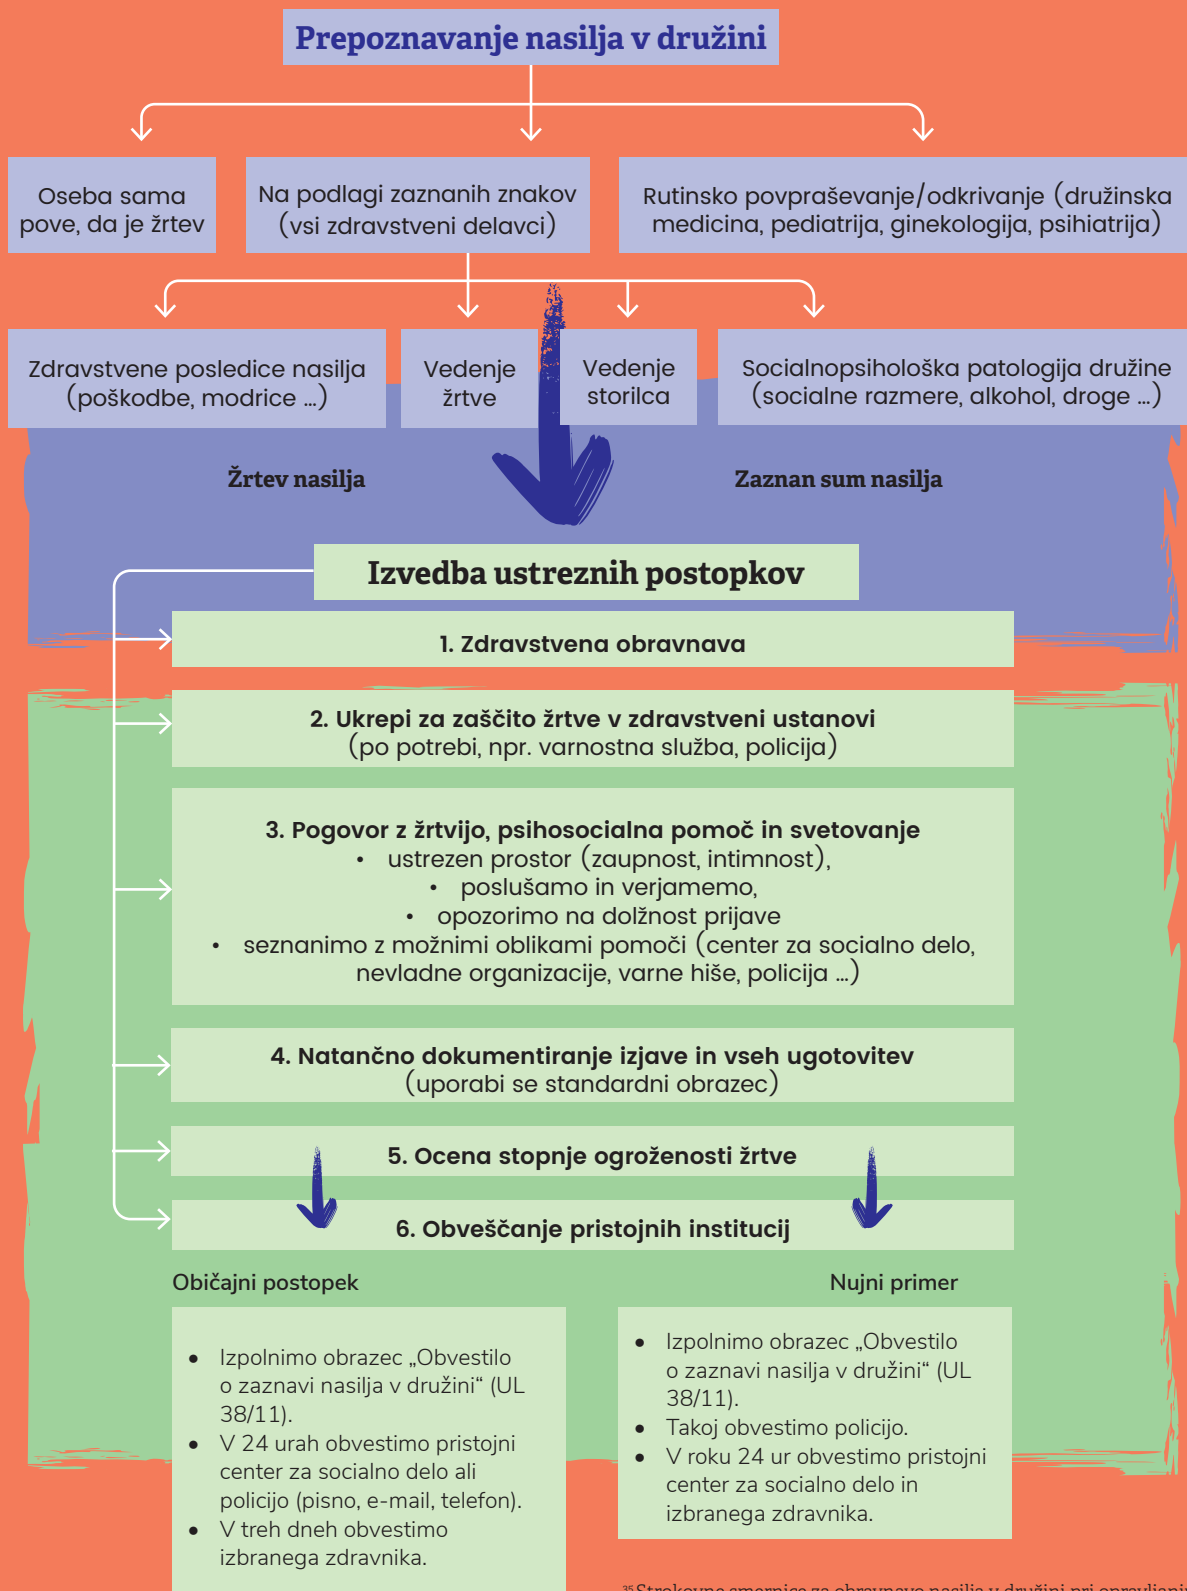 Prepoznavanje nasilja v družini
Oseba sama
pove, da je žrtev
Na podlagi zaznanih znakov
(vsi zdravstveni delavci)
Rutinsko povpraševanje/odkrivanje (družinska
medicina, pediatrija, ginekologija, psihiatrija)
Zdravstvene posledice nasilja
(poškodbe, modrice ...)
Vedenje
žrtve
Vedenje
storilca
Socialnopsihološka patologija družine
(socialne razmere, alkohol, droge ...)
Žrtev nasilja
Zaznan sum nasilja
Izvedba ustreznih postopkov
1. Zdravstvena obravnava
2. Ukrepi za zaščito žrtve v zdravstveni ustanovi
(po potrebi, npr. varnostna služba, policija)
3. Pogovor z žrtvijo, psihosocialna pomoč in svetovanje
• ustrezen prostor (zaupnost, intimnost),
• poslušamo in verjamemo,
• opozorimo na dolžnost prijave
• seznanimo z možnimi oblikami pomoči (center za socialno delo,
nevladne organizacije, varne hiše, policija ...)
4. Natančno dokumentiranje izjave in vseh ugotovitev
(uporabi se standardni obrazec)
5. Ocena stopnje ogroženosti žrtve
6. Obveščanje pristojnih institucij
Običajni postopek
• Izpolnimo obrazec „Obvestilo
o zaznavi nasilja v družini“ (UL
38/11).
• V 24 urah obvestimo pristojni
center za socialno delo ali
policijo (pisno, e-mail, telefon).
• V treh dneh obvestimo
izbranega zdravnika.
Nujni primer
• Izpolnimo obrazec „Obvestilo
o zaznavi nasilja v družini“ (UL
38/11).
• Takoj obvestimo policijo.
• V roku 24 ur obvestimo pristojni
center za socialno delo in
izbranega zdravnika.
35 Strokovne smernice za obravnavo nasilja v družini pri